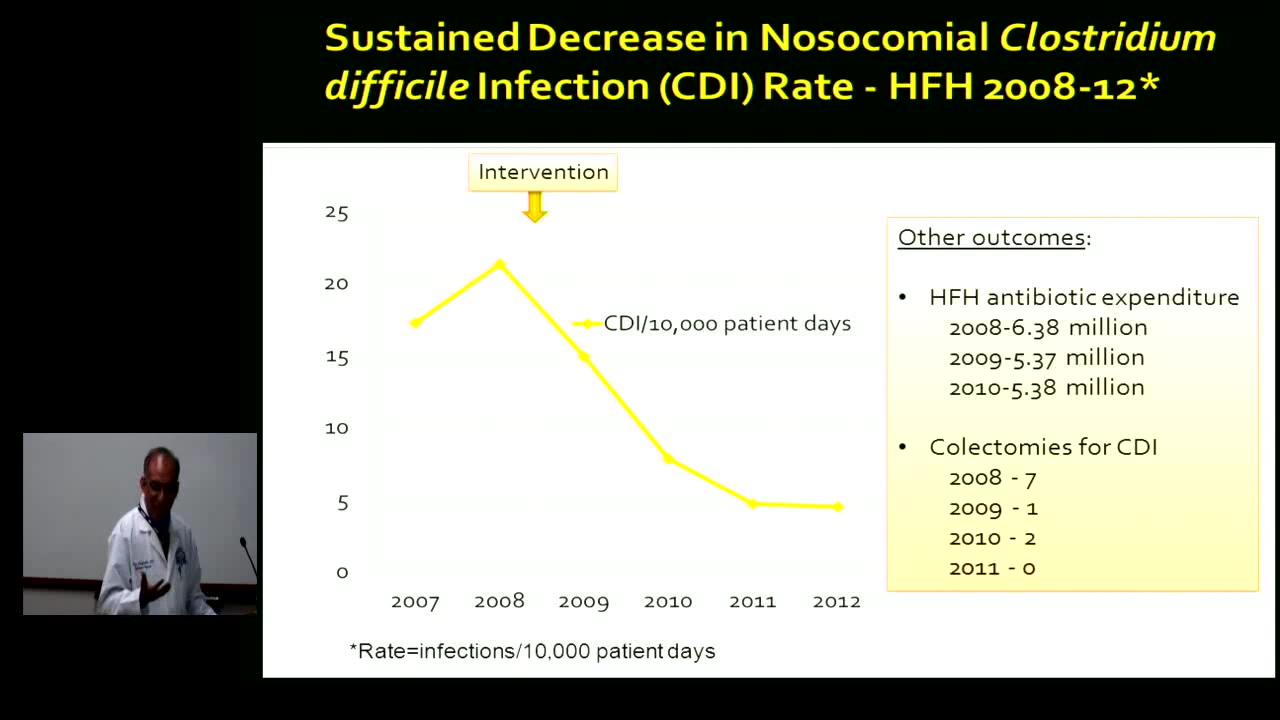 Sustained Decrease in Nosocomial Clostridium
difficile Infection (CDI) Rate - HFH 2008-12*
Intervention
25
20
15
10
5
0
CDI/10,000 patient days
2007 2008 2009 2010 2011 2012
*Rate=infections/10,000 patient days
Other outcomes:
• HFH antibiotic expenditure
2008-6.38 million
2009-5.37 million
2010-5.38 million
• Colectomies for CDI
2008 - 7
2009 - 1
2010 - 2
2011 - 0